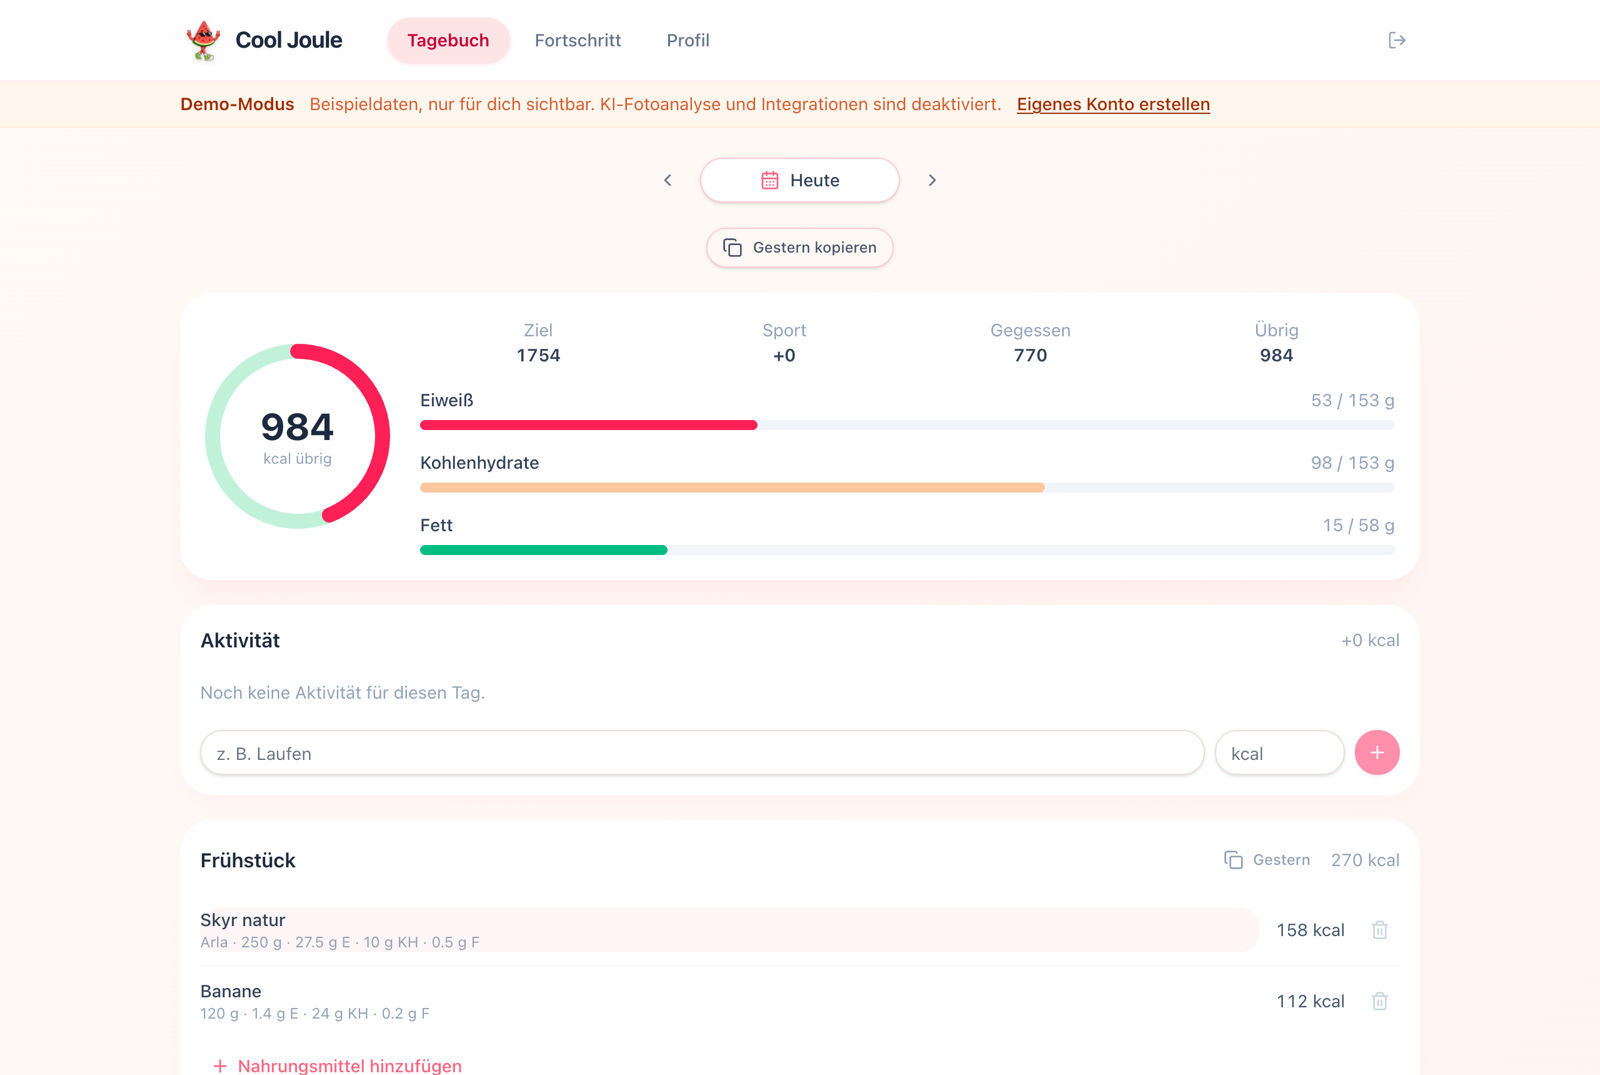 Cool Joule
Tagebuch
Fortschritt
Profil
Demo-Modus Beispieldaten, nur für dich sichtbar. KI-Fotoanalyse und Integrationen sind deaktiviert. Eigenes Konto erstellen
Heute
Gestern kopieren
984
kcal übrig
Ziel
1754
Sport
+0
Gegessen
770
Übrig
984
Eiweiß 53 / 153 g
Kohlenhydrate 98 / 153 g
Fett 15 / 58 g
Aktivität +0 kcal
Noch keine Aktivität für diesen Tag.
z. B. Laufen kcal
Frühstück Gestern 270 kcal
Skyr natur
Arla · 250 g · 27.5 g E · 10 g KH · 0.5 g F
158 kcal
Banane
120 g · 1.4 g E · 24 g KH · 0.2 g F
112 kcal
+ Nahrungsmittel hinzufügen